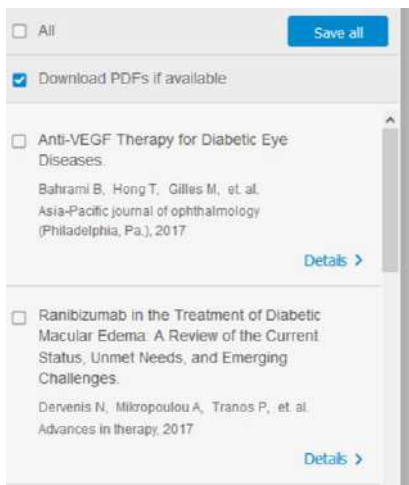 All
Save all
Download PDFs if available
Anti-VEGF Therapy for Diabetic Eye
Diseases.
Bahrami B, Hong T, Gilles M, et. al.
Asia-Pacific journal of ophthalmology
(Philadelphia, Pa.), 2017
Details >
Ranibizumab in the Treatment of Diabetic
Macular Edema: A Review of the Current
Status, Unmet Needs, and Emerging
Challenges.
Dervenis N, Mikropoulou A, Tranos P, et. al.
Advances in therapy, 2017
Details >